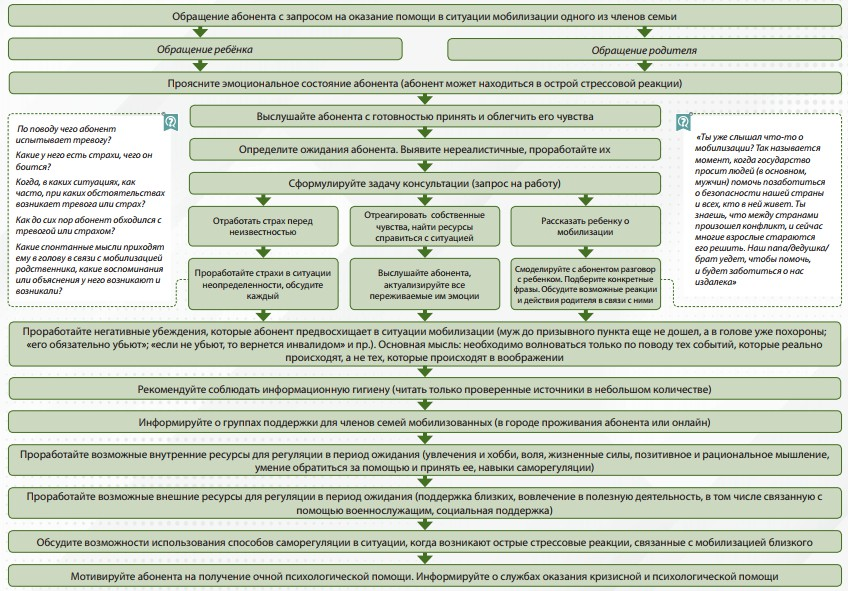 Обращение абонента с запросом на оказание помощи в ситуации мобилизации одного из членов семьи
Обращение ребёнка
Обращение родителя
Проясните эмоциональное состояние абонента (абонент может находиться в острой стрессовой реакции)
По поводу чего абонент
испытывает тревогу?
Какие у него есть страхи, чего он
боится?
Когда, в каких ситуациях, как
часто, при каких обстоятельствах
возникает тревога или страх?
Как до сих пор абонент обходился с
тревогой или страхом?
Какие спонтанные мысли приходят
ему в голову в связи с мобилизацией
родственника, какие воспоминания
или объяснения у него возникают и
возникали?
Выслушайте абонента с готовностью принять и облегчить его чувства
Определите ожидания абонента. Выявите нереалистичные, проработайте их
Сформулируйте задачу консультации (запрос на работу)
Отработать страх перед
неизвестностью
Отреагировать собственные
чувства, найти ресурсы
справиться с ситуацией
Рассказать ребенку о
мобилизации
Проработайте страхи в ситуации
неопределенности, обсудите
каждый
Выслушайте абонента,
актуализируйте все
переживаемые им эмоции
Смоделируйте с абонентом разговор
с ребенком. Подберите конкретные
фразы. Обсудите возможные реакции
и действия родителя в связи с ними
«Ты уже слышал что-то о
мобилизации? Так называется
момент, когда государство
просит людей (в основном,
мужчин) помочь позаботиться
о безопасности нашей страны
и всех, кто в ней живет. Ты
знаешь, что между странами
произошел конфликт, и сейчас
многие взрослые стараются
его решить. Наш папа/дедушка/
брат уедет, чтобы помочь,
и будет заботиться о нас
издалека»
Проработайте негативные убеждения, которые абонент предвосхищает в ситуации мобилизации (муж до призывного пункта еще не дошел, а в голове уже похороны;
«его обязательно убьют»; «если не убьют, то вернется инвалидом» и пр.). Основная мысль: необходимо волноваться только по поводу тех событий, которые реально
происходят, а не тех, которые происходят в воображении
Рекомендуйте соблюдать информационную гигиену (читать только проверенные источники в небольшом количестве)
Информируйте о группах поддержки для членов семей мобилизованных (в городе проживания абонента или онлайн)
Проработайте возможные внутренние ресурсы для регуляции в период ожидания (увлечения и хобби, воля, жизненные силы, позитивное и рациональное мышление,
умение обратиться за помощью и принять ее, навыки саморегуляции)
Проработайте возможные внешние ресурсы для регуляции в период ожидания (поддержка близких, вовлечение в полезную деятельность, в том числе связанную с
помощью военнослужащим, социальная поддержка)
Обсудите возможности использования способов саморегуляции в ситуации, когда возникают острые стрессовые реакции, связанные с мобилизацией близкого
Мотивируйте абонента на получение очной психологической помощи. Информируйте о службах оказания кризисной и психологической помощи